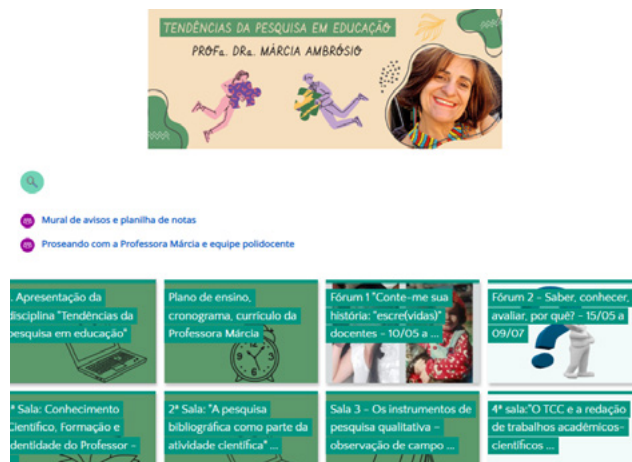 TENDÊNCIAS DA PESQUISA EM EDUCAÇÃO
PROFa. DRa. MÁRCIA AMBRÓSIO
Mural de avisos e planilha de notas
Proseando com a Professora Márcia e equipe polidocente
. Apresentação da
disciplina "Tendências da
pesquisa em educação"
Plano de ensino,
cronograma, currículo da
Professora Márcia
Fórum 1 "Conte-me sua
história: "escre(vidas)"
docentes - 10/05 a ...
Fórum 2 - Saber, conhecer,
avaliar, por quê? - 15/05 a
09/07
ª Sala: Conhecimento
Científico, Formação e
Identidade do Professor -
2ª Sala: "A pesquisa
bibliográfica como parte da
atividade científica" ...
Sala 3 - Os instrumentos de
pesquisa qualitativa –
observação de campo ...
4ª sala:"O TCC e a redação
de trabalhos acadêmicos-
científicos ...